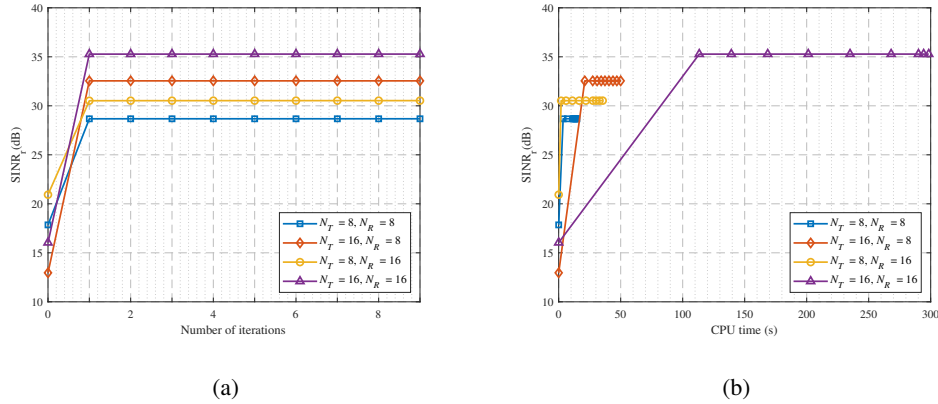 40
35
30
25
20
15
10
SINR_r (dB)
0
2
4
6
8
Number of iterations
N_T = 8, N_R = 8
N_T = 16, N_R = 8
N_T = 8, N_R = 16
N_T = 16, N_R = 16
(a)
40
35
30
25
20
15
10
SINR_r (dB)
0
50
100
150
200
250
300
CPU time (s)
N_T = 8, N_R = 8
N_T = 16, N_R = 8
N_T = 8, N_R = 16
N_T = 16, N_R = 16
(b)